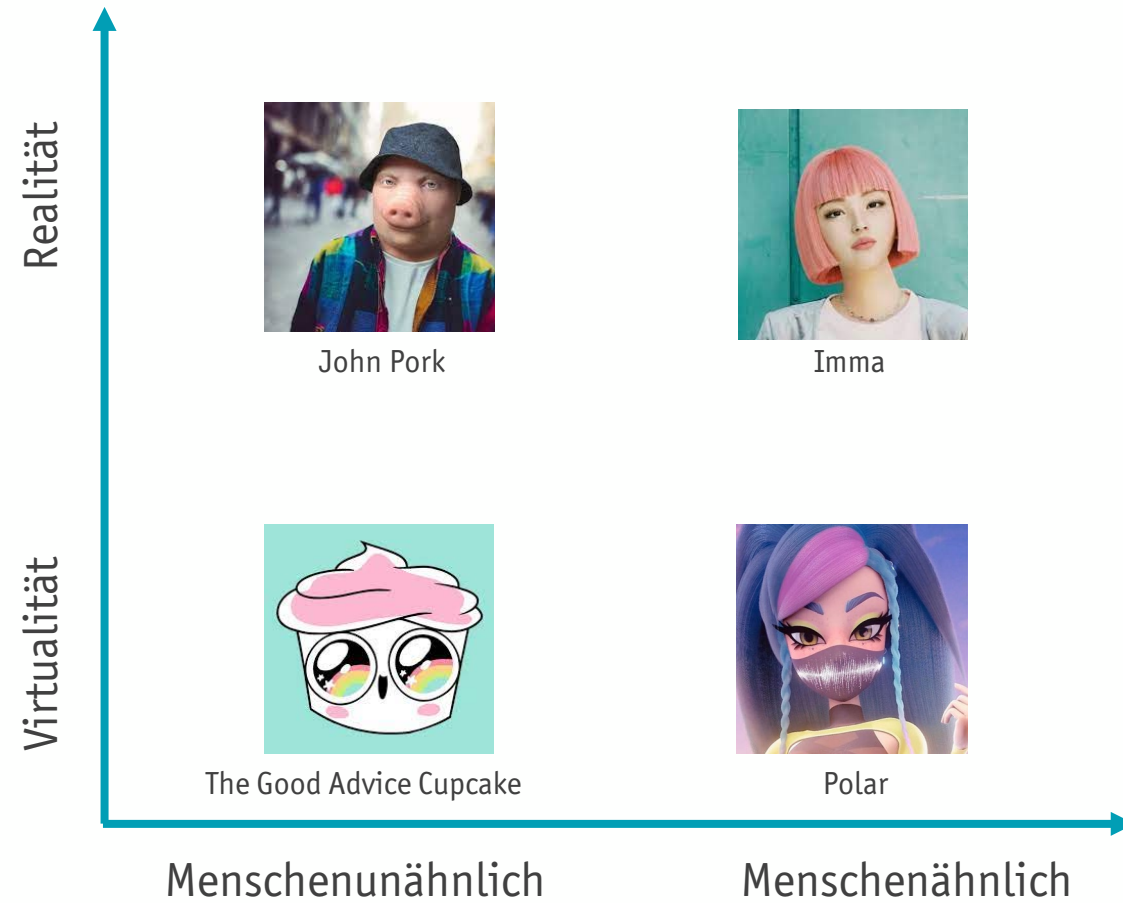 Realität
John Pork
Imma
Virtualität
The Good Advice Cupcake
Polar
Menschenunähnlich
Menschenähnlich